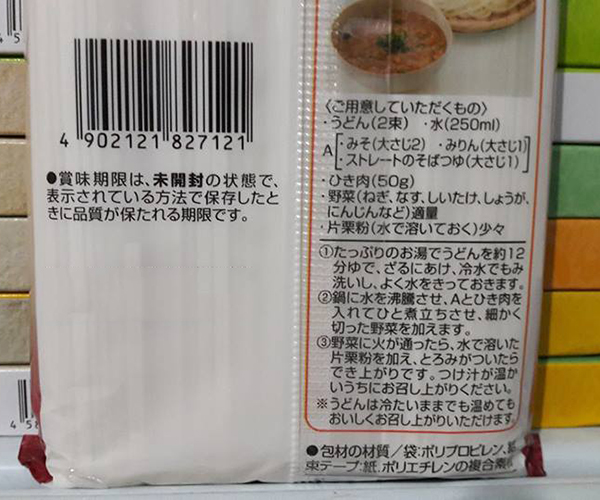 4 902121 827121
●賞味期限は、未開封の状態で、
表示されている方法で保存したと
きに品質が保たれる期限です。
〈ご用意していただくもの〉
・うどん(2束) ・水(250ml)
A
・みそ(大さじ2) ・みりん(大さじ1)
・ストレートのそばつゆ(大さじ1)
・ひき肉(50g)
・野菜(ねぎ、なす、しいたけ、しょうが、
にんじんなど)適量
・片栗粉(水で溶いておく)少々
①たっぷりのお湯でうどんを約12
分ゆで、ざるにあけ、冷水でもみ
洗いし、よく水をきっておきます。
②鍋に水を沸騰させ、Aとひき肉を
入れてひと煮立ちさせ、細かく
切った野菜を加えます。
③野菜に火が通ったら、水で溶いた
片栗粉を加え、とろみがついたら
でき上がりです。つけ汁が温か
いうちにお召し上がりください。
※うどんは冷たいままでも温めても
おいしくお召し上がりいただけます。
●包材の材質/袋:ポリプロピレン、
束テープ:紙、ポリエチレンの複合素